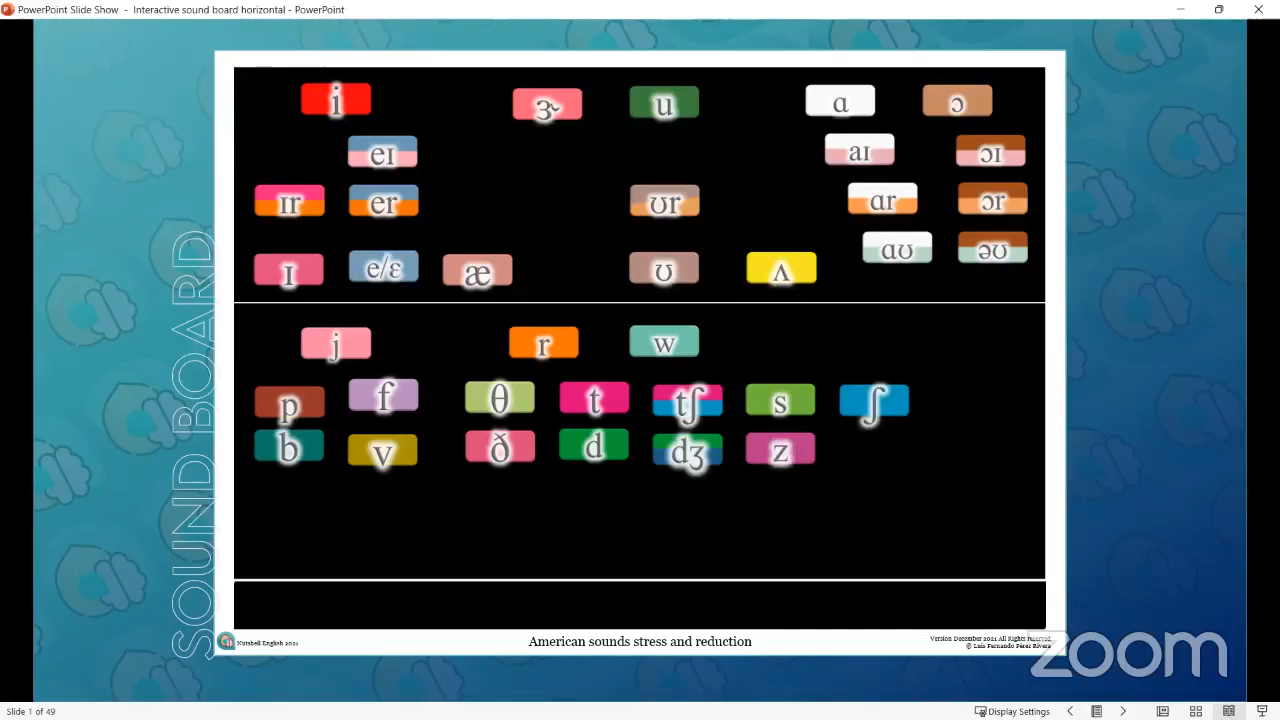 PowerPoint Slide Show - Interactive sound board horizontal - PowerPoint
i ɝ u ɑ ɔ
eɪ aɪ ɔɪ
ɪr er ʊr ɑr ɔr
ɪ e/ɛ æ ʊ ʌ ɑʊ əʊ
j r w
p f θ t tʃ s ʃ
b v ð d dʒ z
SOUND BOARD
Nutshell English 2021
American sounds stress and reduction
Version December 2021 All Rights reserved
© Luis Fernando Pérez Rivera
zoom
Slide 1 of 49
Display Settings